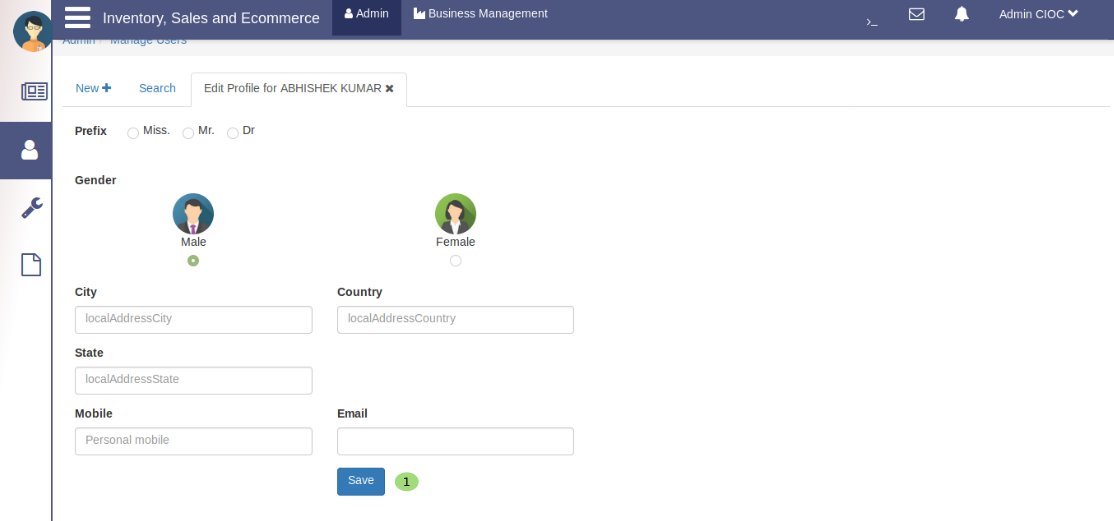 Inventory, Sales and Ecommerce Admin Business Management >_ Admin CIOC
Admin / Manage Users
New Search Edit Profile for ABHISHEK KUMAR
Prefix Miss. Mr. Dr
Gender
Male Female
City Country
localAddressCity localAddressCountry
State
localAddressState
Mobile Email
Personal mobile
Save 1